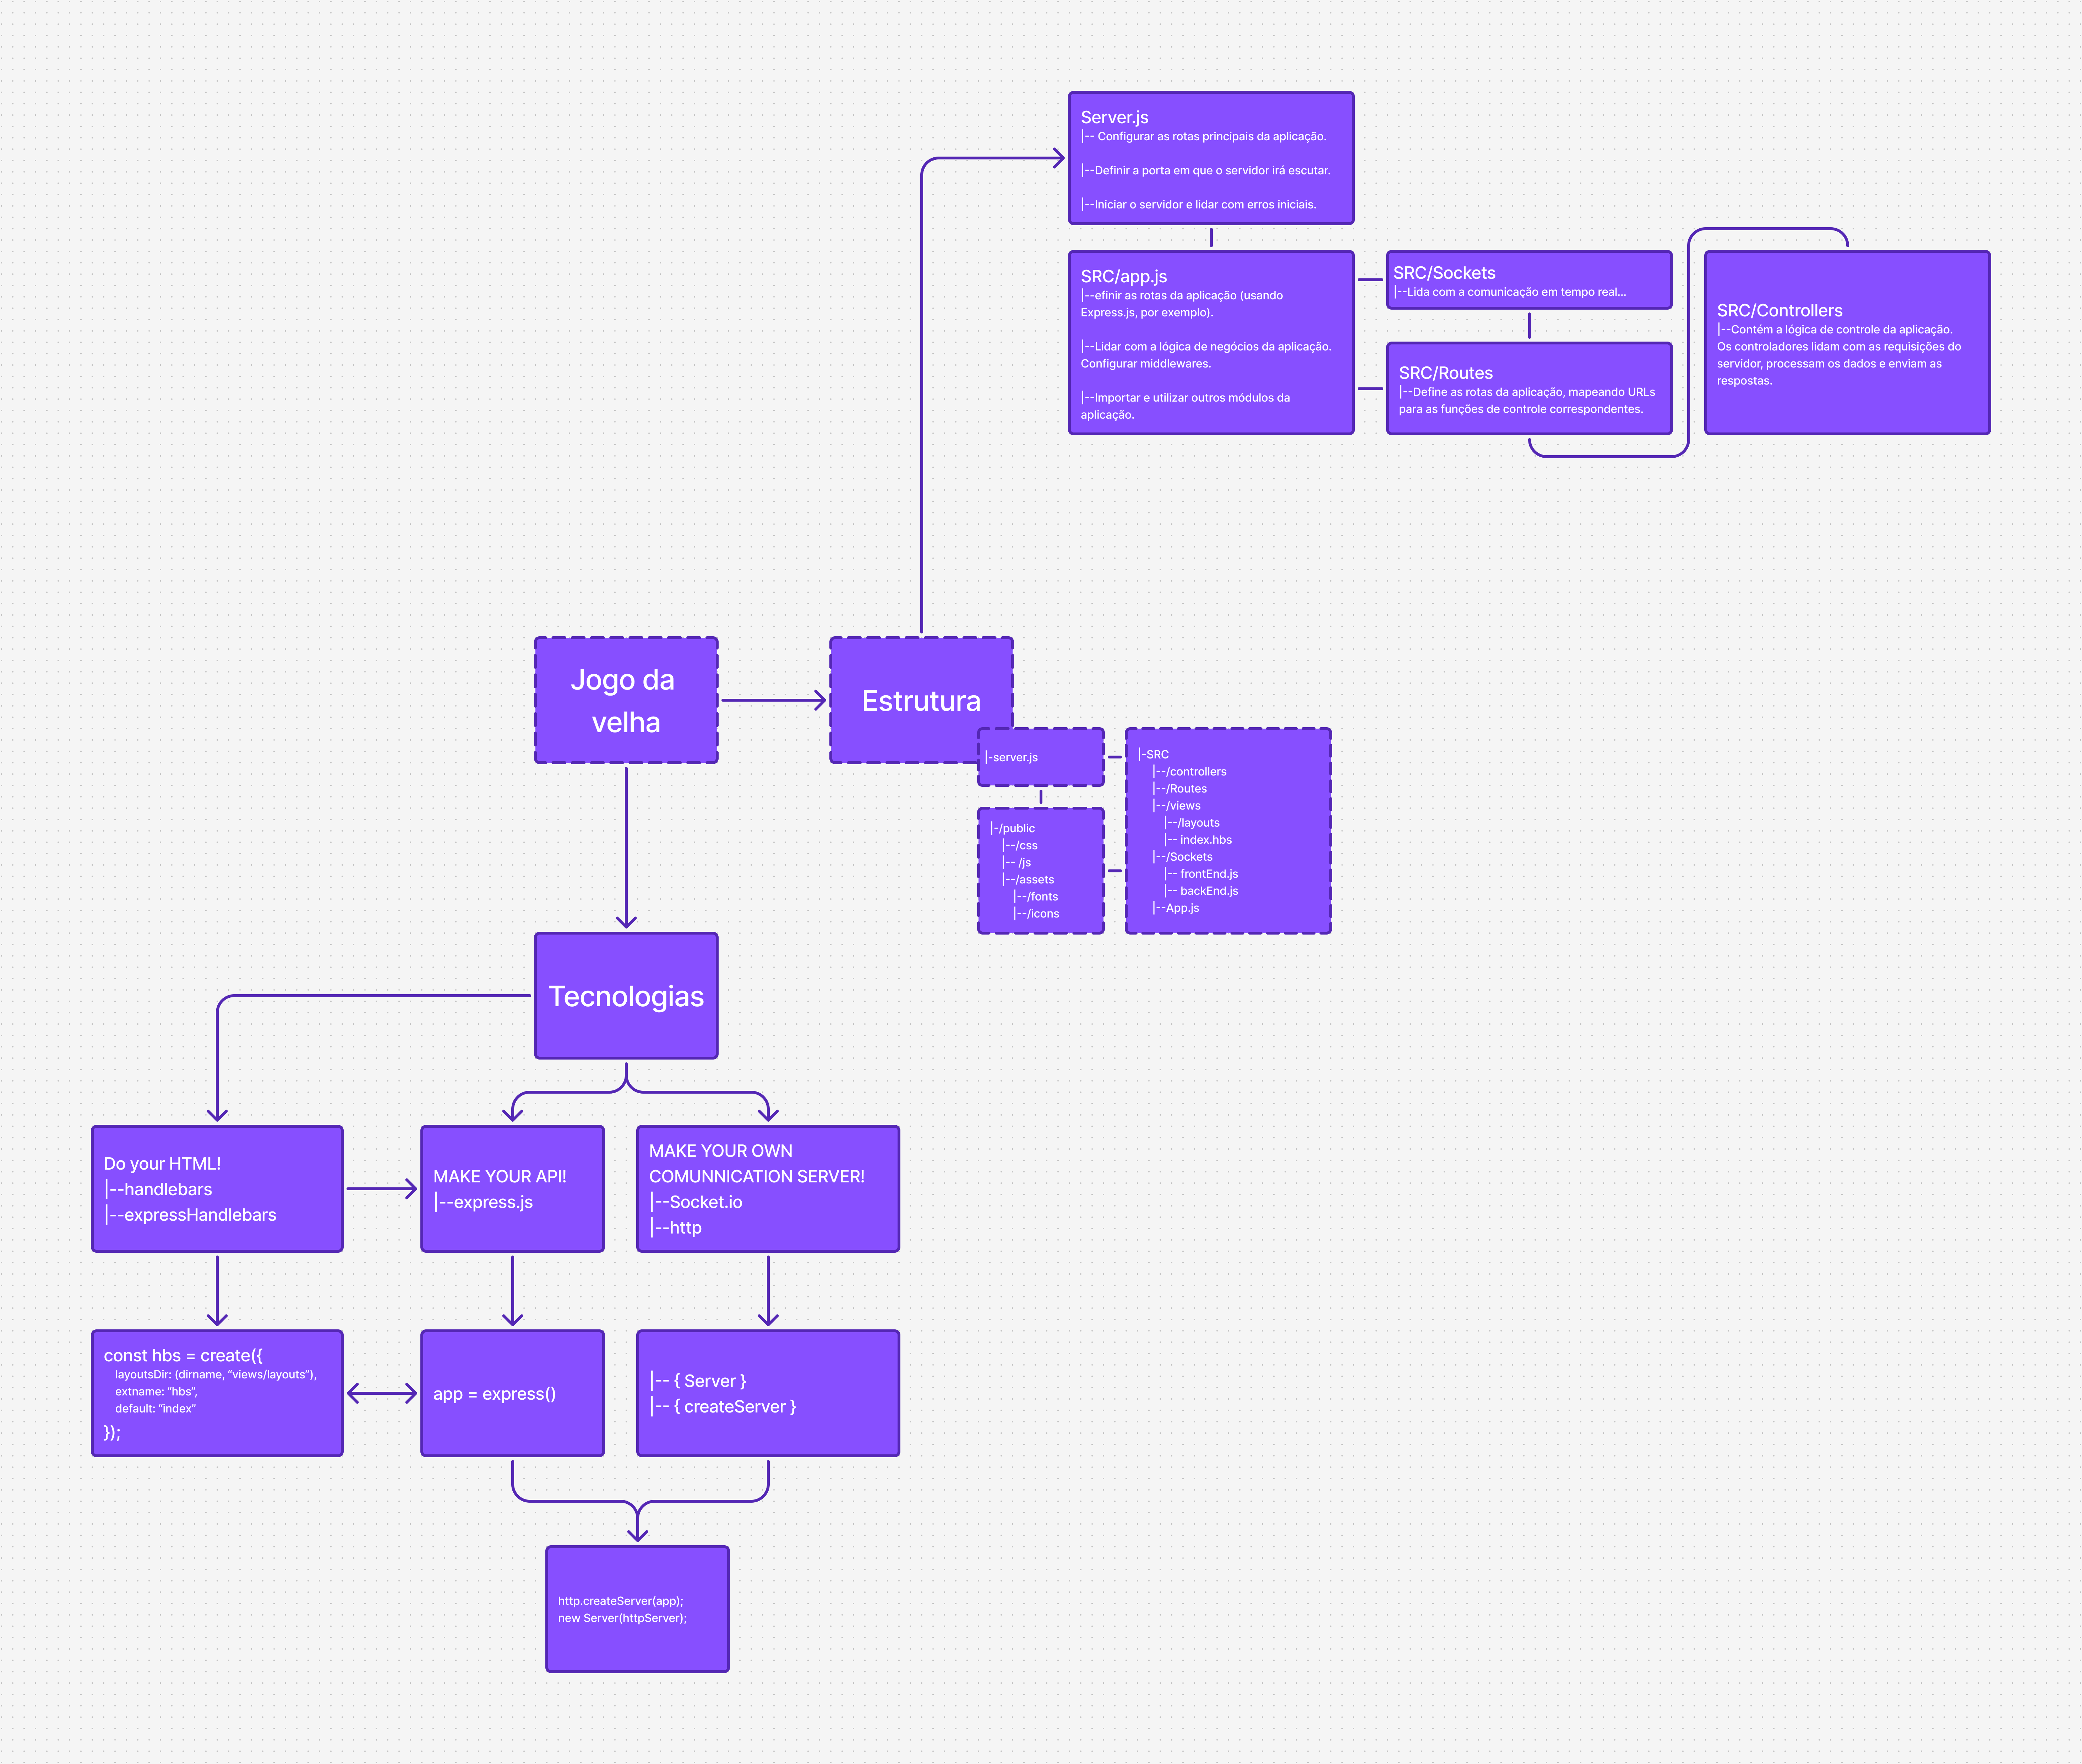 Server.js
|-- Configurar as rotas principais da aplicação.
|--Definir a porta em que o servidor irá escutar.
|--Iniciar o servidor e lidar com erros iniciais.
SRC/app.js
|--efinir as rotas da aplicação (usando
Express.js, por exemplo).
|--Lidar com a lógica de negócios da aplicação.
Configurar middlewares.
|--Importar e utilizar outros módulos da
aplicação.
SRC/Sockets
|--Lida com a comunicação em tempo real...
SRC/Routes
|--Define as rotas da aplicação, mapeando URLs
para as funções de controle correspondentes.
SRC/Controllers
|--Contém a lógica de controle da aplicação.
Os controladores lidam com as requisições do
servidor, processam os dados e enviam as
respostas.
Jogo da
velha
Estrutura
|-server.js
|-/public
|--/css
|-- /js
|--/assets
|--/fonts
|--/icons
|-SRC
|--/controllers
|--/Routes
|--/views
|--/layouts
|-- index.hbs
|--/Sockets
|-- frontEnd.js
|-- backEnd.js
|--App.js
Tecnologias
Do your HTML!
|--handlebars
|--expressHandlebars
MAKE YOUR API!
|--express.js
MAKE YOUR OWN
COMUNNICATION SERVER!
|--Socket.io
|--http
const hbs = create({
layoutsDir: (dirname, “views/layouts”),
extname: “hbs”,
default: “index”
});
app = express()
|-- { Server }
|-- { createServer }
http.createServer(app);
new Server(httpServer);